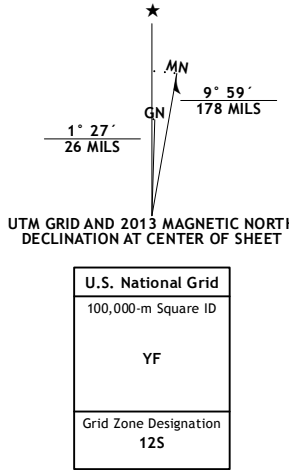 ★
MN
9° 59´
178 MILS
GN
1° 27´
26 MILS
UTM GRID AND 2013 MAGNETIC NORTH
DECLINATION AT CENTER OF SHEET
U.S. National Grid
100,000-m Square ID
YF
Grid Zone Designation
12S